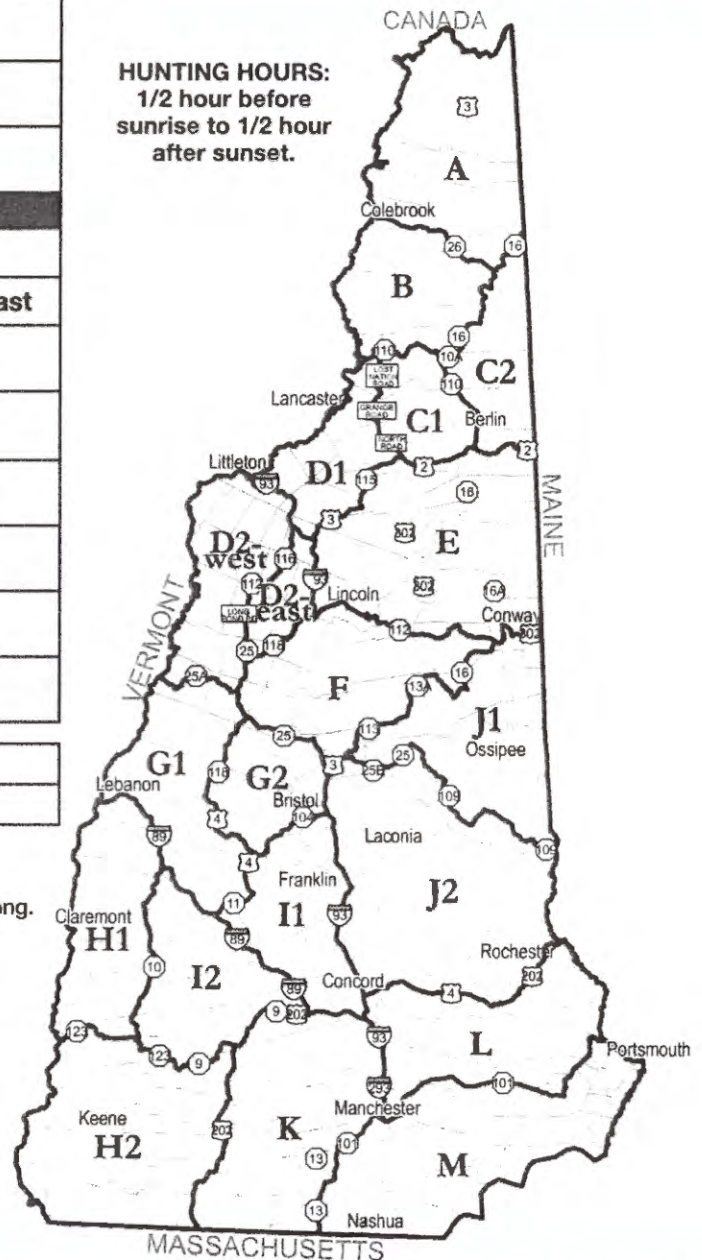 CANADA
HUNTING HOURS:
1/2 hour before
sunrise to 1/2 hour
after sunset.
3
A
Colebrook
26
16
B
ast
16
110
10A
C2
LOST
NATION
ROAD
110
Lancaster
GRANGE
ROAD
C1
Berlin
NORTH
ROAD
2
2
Littleton
93
D1
115
16
3
MAINE
302
E
D2-
west
116
93
302
16A
112
D2-
east
Lincoln
LONG
POND RD
Conway
302
112
VERMONT
25
118
25A
F
16
13A
J1
113
Ossipee
25
25
3
25B
G1
118
G2
109
Lebanon
Bristol
104
4
89
Laconia
109
4
Franklin
11
I1
J2
ong.
Claremont
93
H1
89
Rochester
10
I2
Concord
202
89
4
9
202
123
93
L
123
9
Portsmouth
101
293
Manchester
Keene
202
K
101
H2
13
M
13
Nashua
MASSACHUSETTS